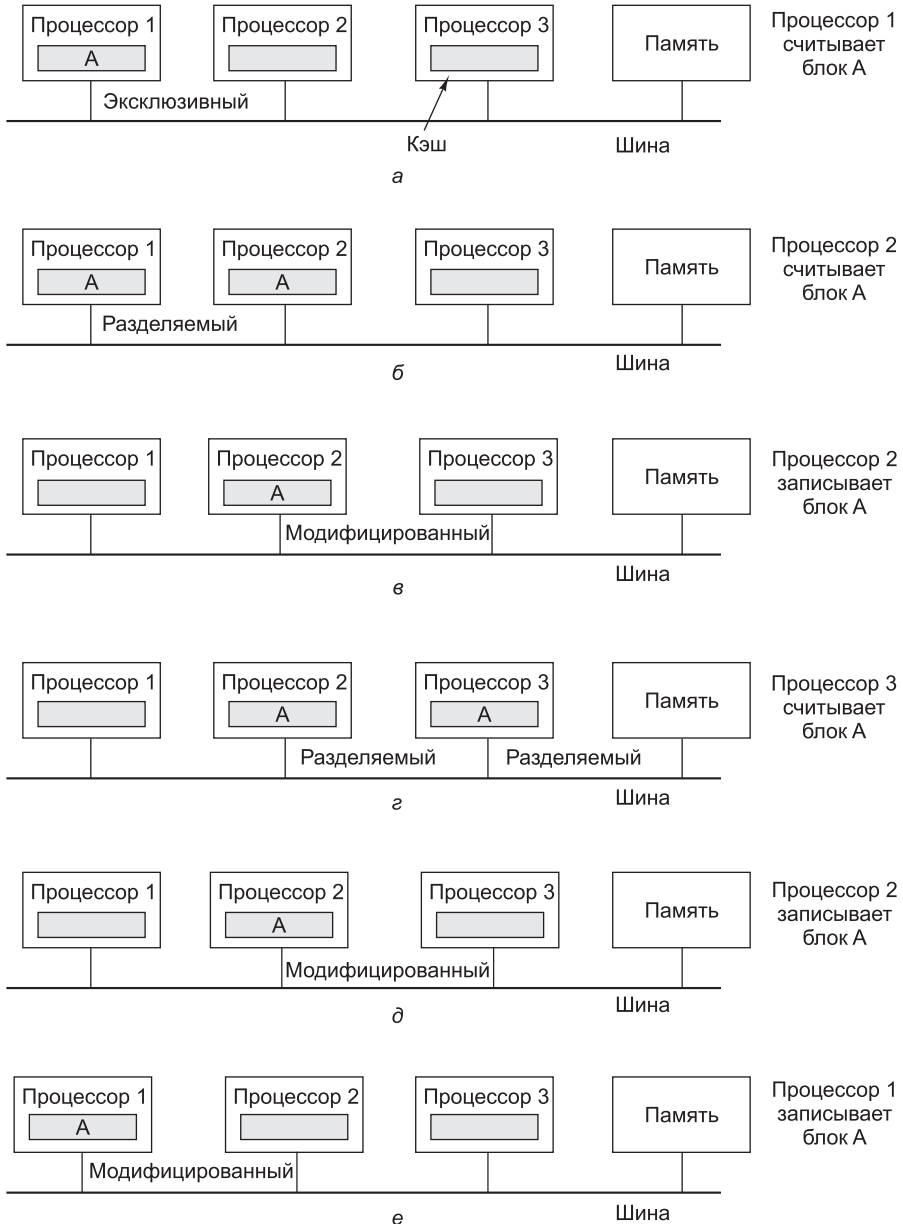 Процессор 1
А
Процессор 2
Процессор 3
Память
Процессор 1
считывает
блок А
Эксклюзивный
Кэш
Шина
а
Процессор 1
А
Процессор 2
А
Процессор 3
Память
Процессор 2
считывает
блок А
Разделяемый
Шина
б
Процессор 1
Процессор 2
А
Процессор 3
Память
Процессор 2
записывает
блок А
Модифицированный
Шина
в
Процессор 1
Процессор 2
А
Процессор 3
А
Память
Процессор 3
считывает
блок А
Разделяемый
Разделяемый
Шина
г
Процессор 1
Процессор 2
А
Процессор 3
Память
Процессор 2
записывает
блок А
Модифицированный
Шина
д
Процессор 1
А
Процессор 2
Процессор 3
Память
Процессор 1
записывает
блок А
Модифицированный
Шина
е